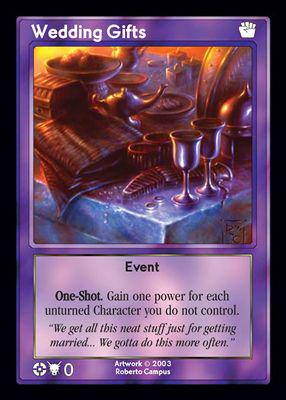 Wedding Gifts
Event
One-Shot. Gain one power for each
unturned Character you do not control.
"We get all this neat stuff just for getting
married... We gotta do this more often."
0
Artwork © 2003
Roberto Campus